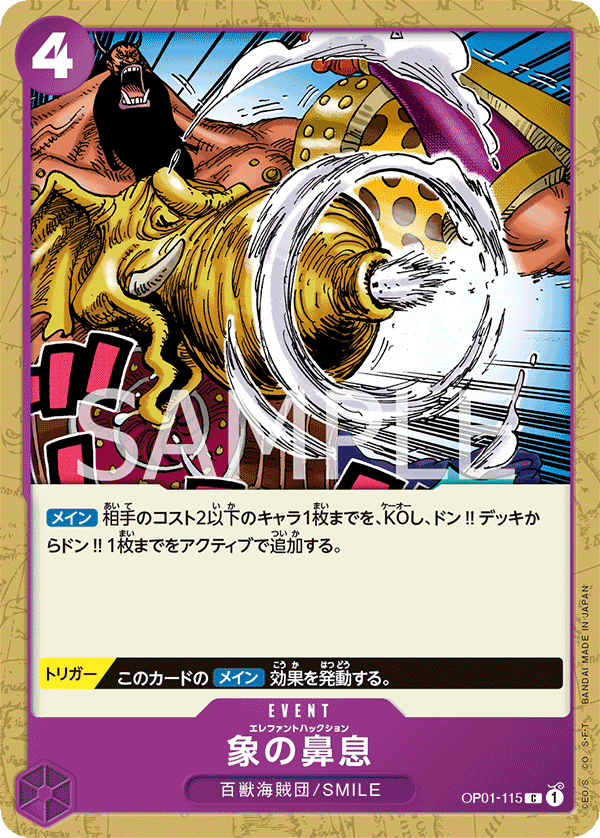 4
SAMPLE
メイン 相手のコスト2以下のキャラ1枚までを、KOし、ドン!!デッキか
らドン!!1枚までをアクティブで追加する。
トリガー このカードの メイン 効果を発動する。
EVENT
エレファントハックション
象の鼻息
百獣海賊団/SMILE
OP01-115 C 1
©E.O/S. CO S・F.T BANDAI MADE IN JAPAN